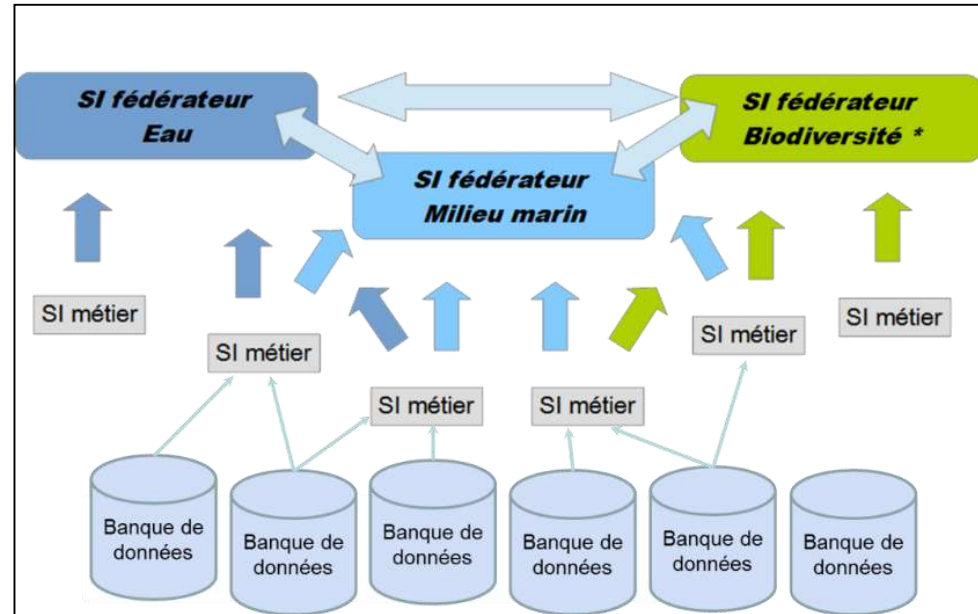 SI fédérateur
Eau
SI fédérateur
Biodiversité *
SI fédérateur
Milieu marin
SI métier
SI métier
SI métier
SI métier
SI métier
SI métier
Banque de
données
Banque de
données
Banque de
données
Banque de
données
Banque de
données
Banque de
données